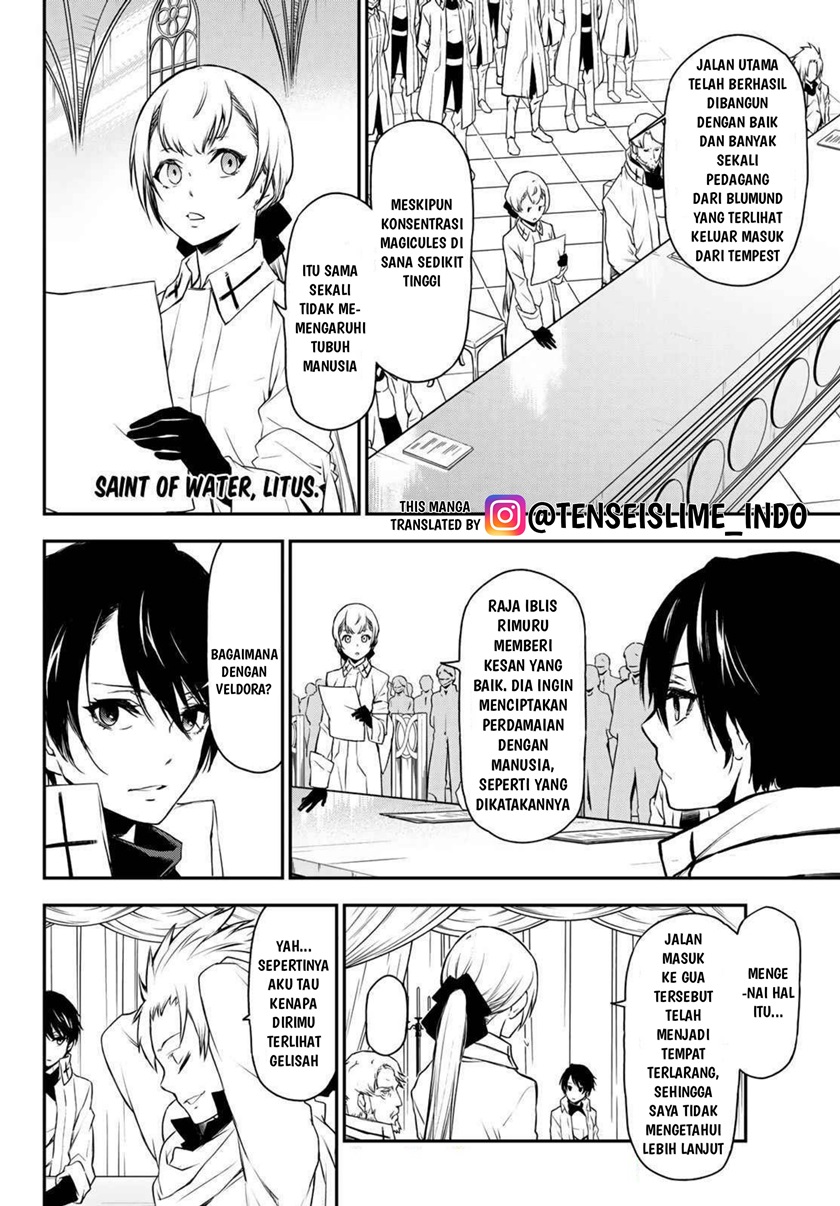 JALAN UTAMA
TELAH BERHASIL
DIBANGUN
DENGAN BAIK
DAN BANYAK
SEKALI
PEDAGANG
DARI BLUMUND
YANG TERLIHAT
KELUAR MASUK
DARI TEMPEST
MESKIPUN
KONSENTRASI
MAGICULES DI
SANA SEDIKIT
TINGGI
ITU SAMA
SEKALI
TIDAK ME-
MENGARUHI
TUBUH
MANUSIA
SAINT OF WATER, LITUS.
THIS MANGA
TRANSLATED BY
@TENSEISLIME_INDO
RAJA IBLIS
RIMURU
MEMBERI
KESAN YANG
BAIK. DIA INGIN
MENCIPTAKAN
PERDAMAIAN
DENGAN
MANUSIA,
SEPERTI YANG
DIKATAKANNYA
BAGAIMANA
DENGAN
VELDORA?
MENGE
-NAI HAL
ITU...
JALAN
MASUK
KE GUA
TERSEBUT
TELAH
MENJADI
TEMPAT
TERLARANG,
SEHINGGA
SAYA TIDAK
MENGETAHUI
LEBIH LANJUT
YAH...
SEPERTINYA
AKU TAU
KENAPA
DIRIMU
TERLIHAT
GELISAH